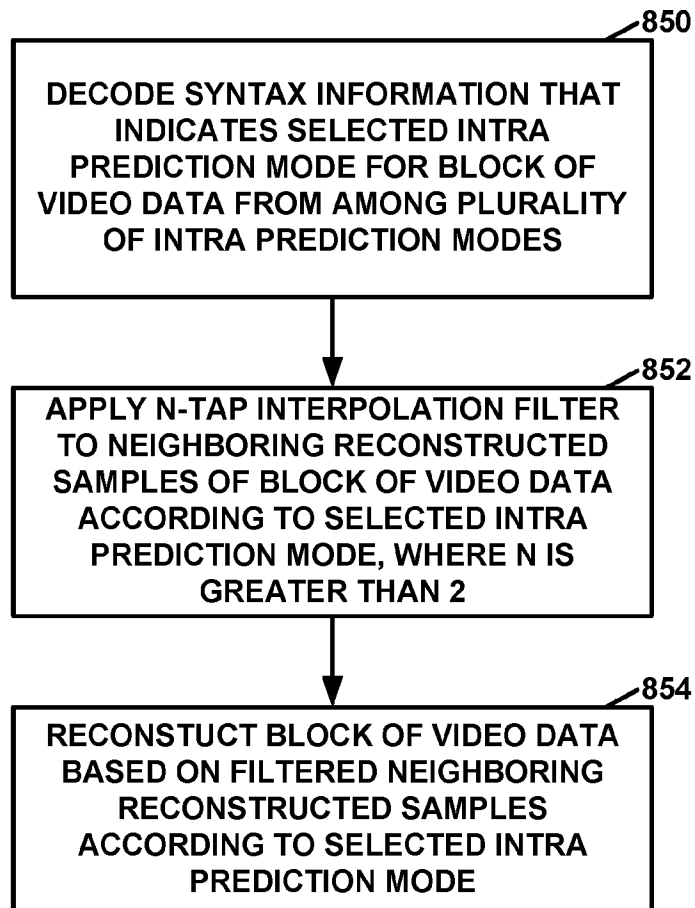 850
DECODE SYNTAX INFORMATION THAT
INDICATES SELECTED INTRA
PREDICTION MODE FOR BLOCK OF
VIDEO DATA FROM AMONG PLURALITY
OF INTRA PREDICTION MODES
852
APPLY N-TAP INTERPOLATION FILTER
TO NEIGHBORING RECONSTRUCTED
SAMPLES OF BLOCK OF VIDEO DATA
ACCORDING TO SELECTED INTRA
PREDICTION MODE, WHERE N IS
GREATER THAN 2
854
RECONSTUCT BLOCK OF VIDEO DATA
BASED ON FILTERED NEIGHBORING
RECONSTRUCTED SAMPLES
ACCORDING TO SELECTED INTRA
PREDICTION MODE